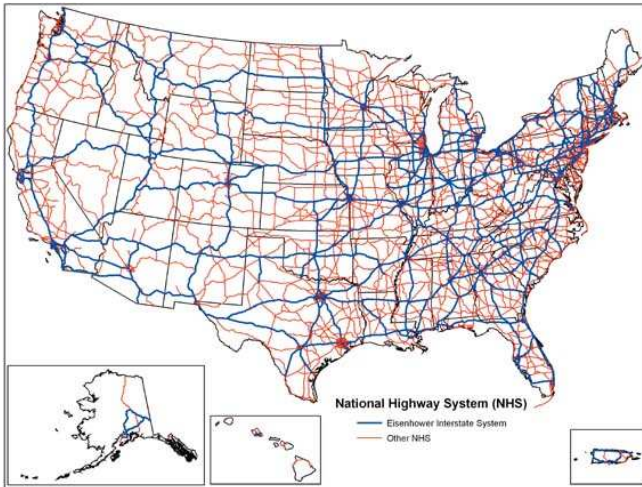 National Highway System (NHS)
Eisenhower Interstate System
Other NHS